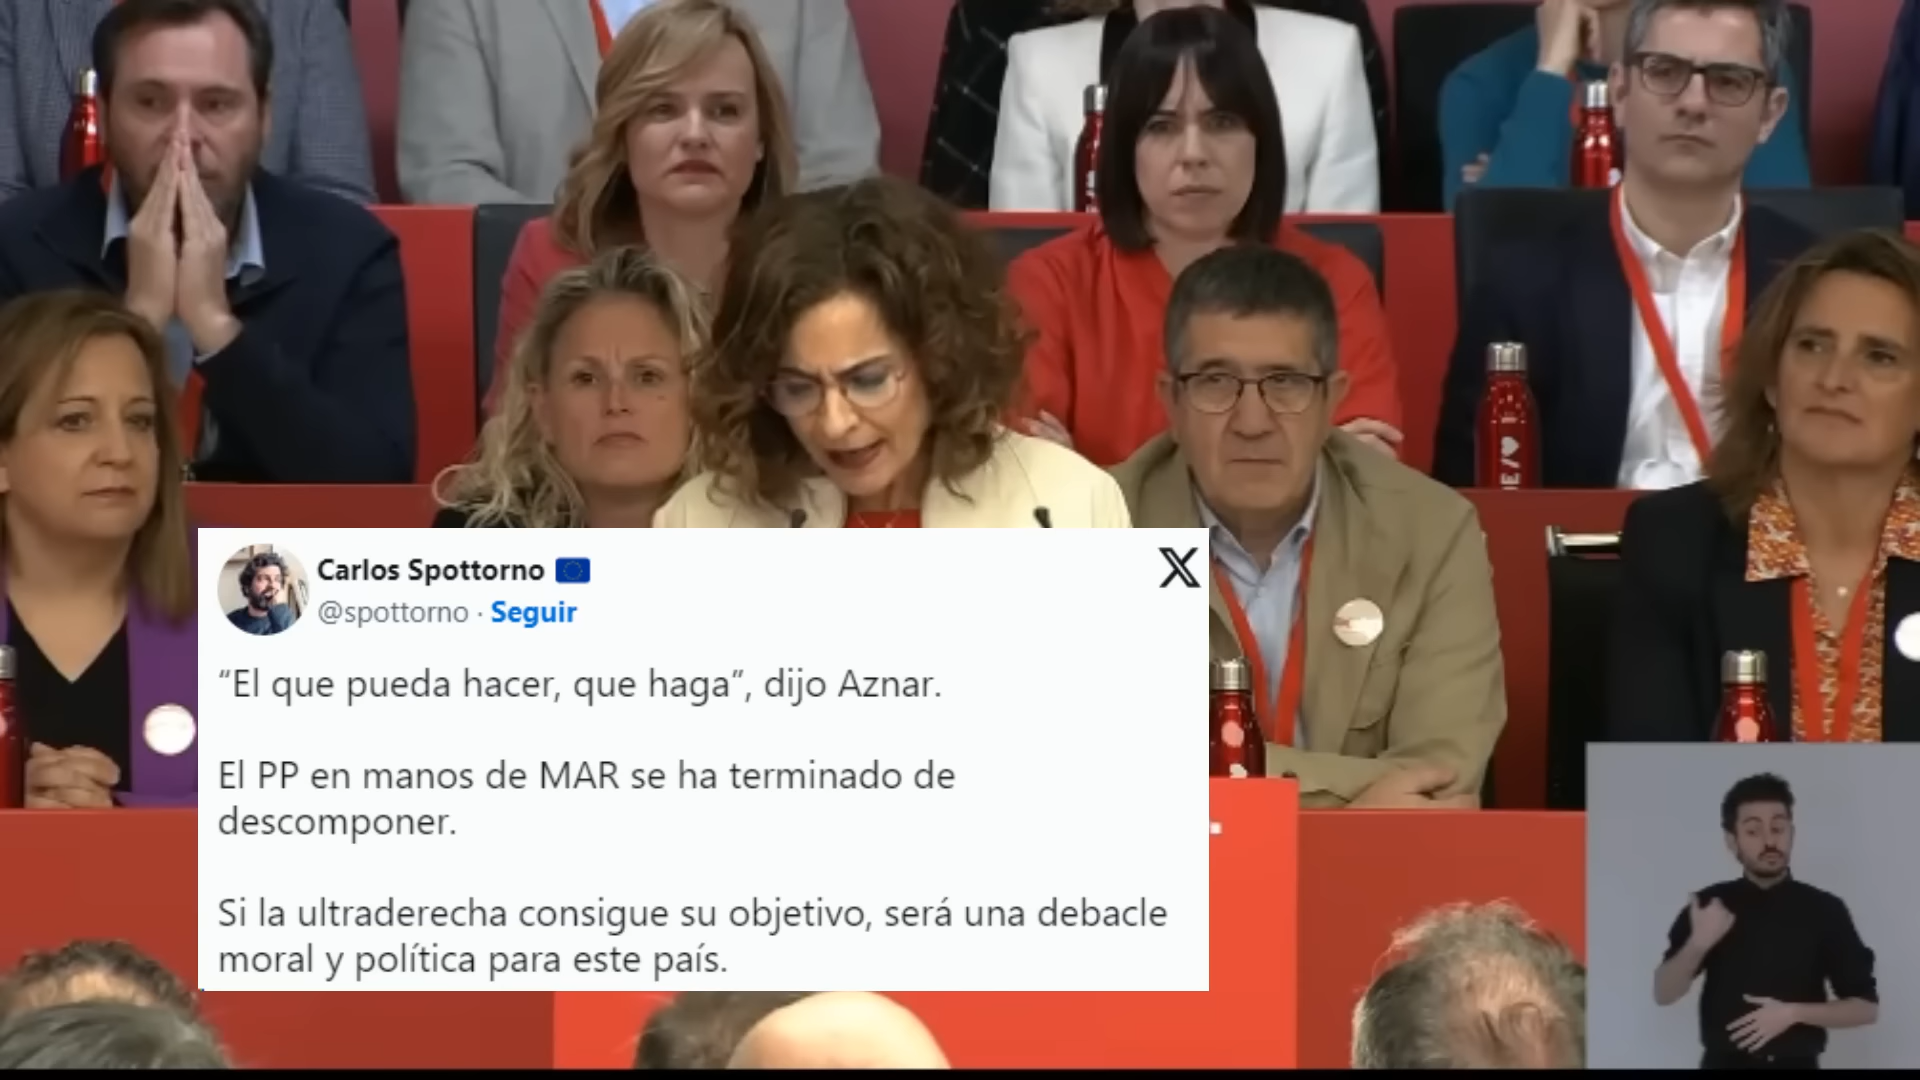 Carlos Spottorno
@spottorno · Seguir
X
“El que pueda hacer, que haga”, dijo Aznar.
El PP en manos de MAR se ha terminado de
descomponer.
Si la ultraderecha consigue su objetivo, será una debacle
moral y política para este país.